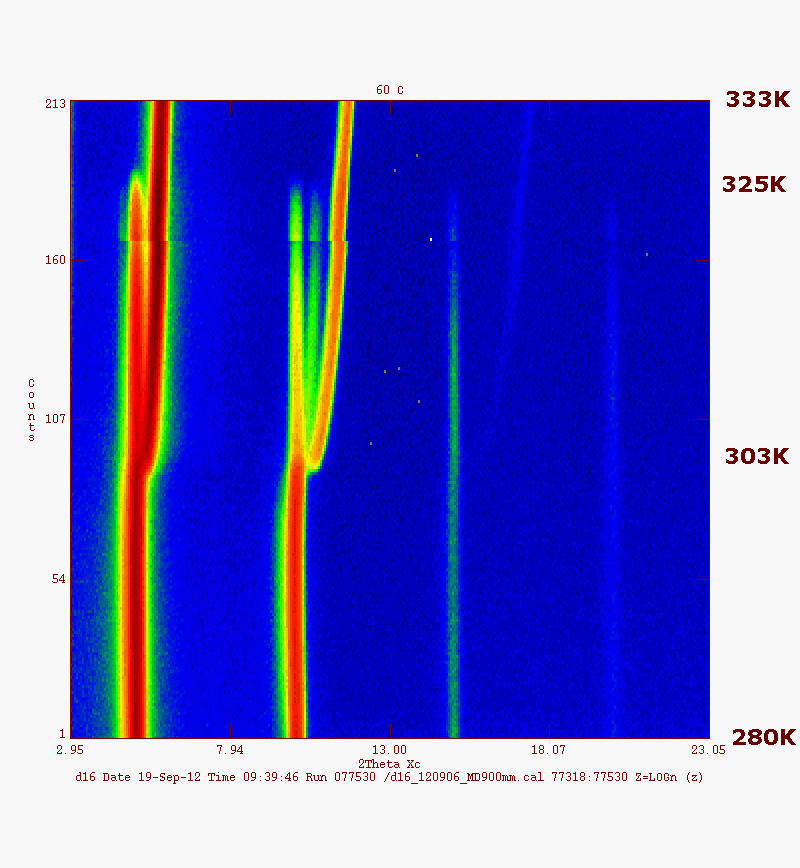 60 C
213
333K
325K
160
Counts
107
303K
54
1
280K
2.95 7.94 13.00 18.07 23.05
2Theta Xc
d16 Date 19-Sep-12 Time 09:39:46 Run 077530 /d16_120906_MD900mm.cal 77318:77530 Z=LOGn (z)